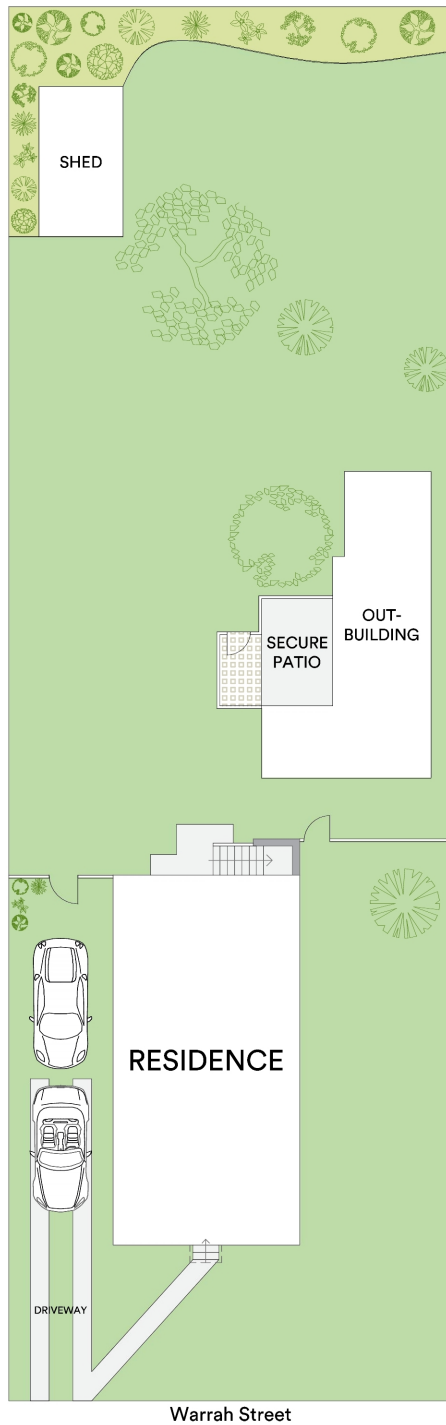 SHED
OUT-
BUILDING
SECURE
PATIO
RESIDENCE
DRIVEWAY
Warrah Street